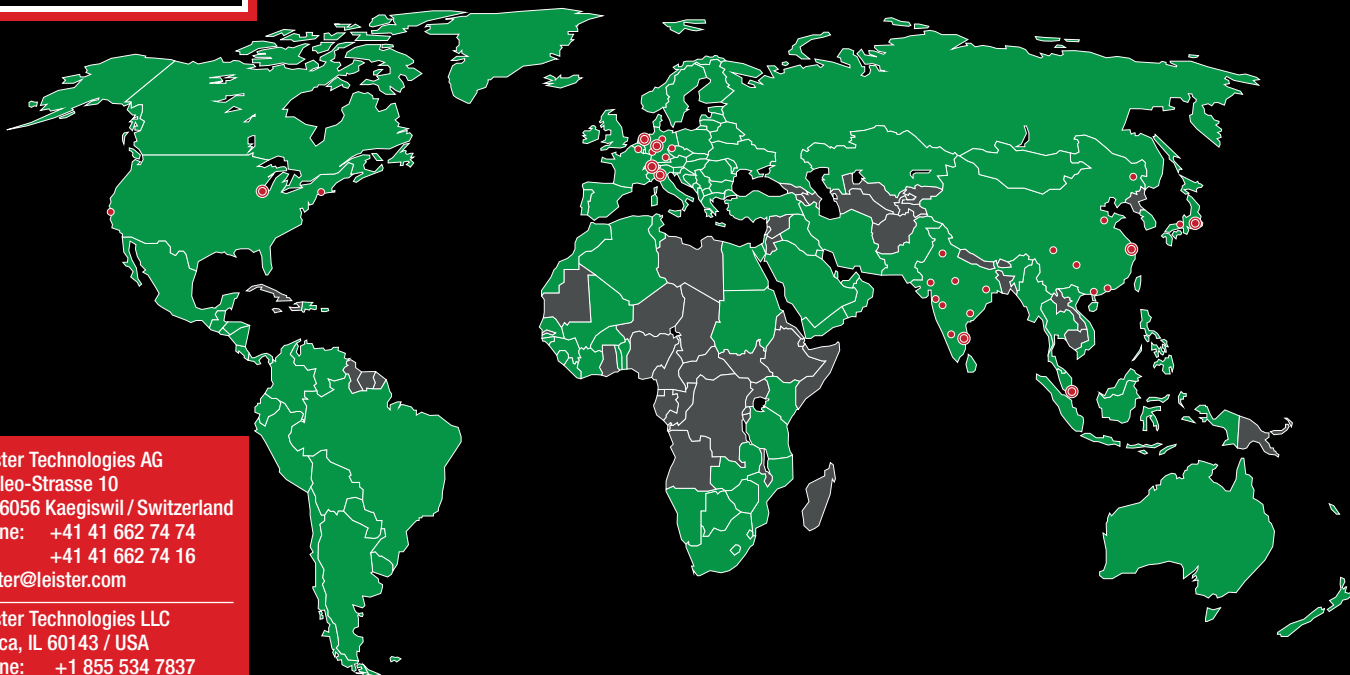 ster Technologies AG
leo-Strasse 10
6056 Kaegiswil / Switzerland
ne: +41 41 662 74 74
+41 41 662 74 16
ter@leister.com
ster Technologies LLC
ca, IL 60143 / USA
ne: +1 855 534 7837